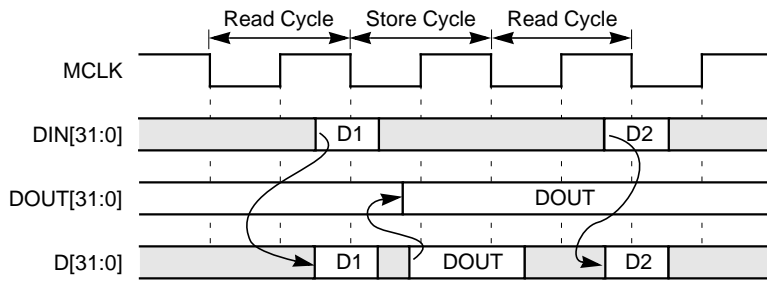 Read Cycle Store Cycle Read Cycle
MCLK
DIN[31:0] D1 D2
DOUT[31:0] DOUT
D[31:0] D1 DOUT D2